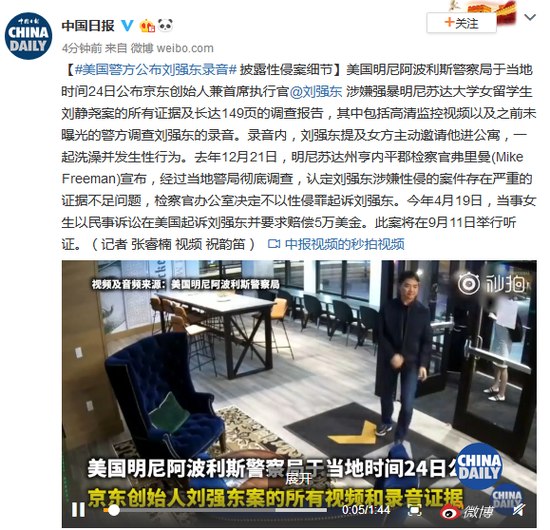 中国日报
CHINA DAILY
中国日报
+关注
4分钟前 来自 微博 weibo.com
【#美国警方公布刘强东录音# 披露性侵案细节】美国明尼阿波利斯警察局于当地
时间24日公布京东创始人兼首席执行官@刘强东 涉嫌强暴明尼苏达大学女留学生
刘静尧案的所有证据及长达149页的调查报告，其中包括高清监控视频以及之前未
曝光的警方调查刘强东的录音。录音内，刘强东提及女方主动邀请他进公寓，一
起洗澡并发生性行为。去年12月21日，明尼苏达州亨内平郡检察官弗里曼(Mike
Freeman)宣布，经过当地警局彻底调查，认定刘强东涉嫌性侵的案件存在严重的
证据不足问题，检察官办公室决定不以性侵罪起诉刘强东。今年4月19日，当事女
生以民事诉讼在美国起诉刘强东并要求赔偿5万美金。此案将在9月11日举行听
证。（记者 张睿楠 视频 祝韵笛 ）中报视频的秒拍视频
视频及音频来源：美国明尼阿波利斯警察局
秒拍
美国明尼阿波利斯警察局于当地时间24日公
京东创始人刘强东案的所有视频和录音证据
展开
CHINA DAILY
0:05/1:44
微博